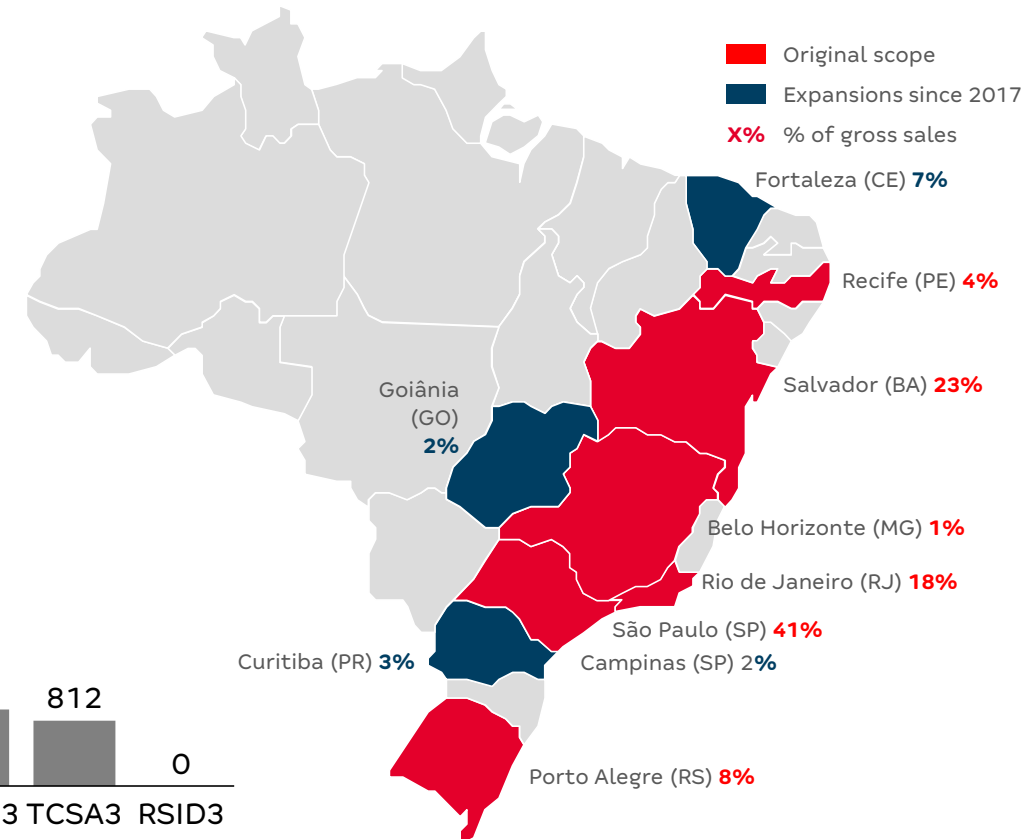 Original scope
Expansions since 2017
X% % of gross sales
Fortaleza (CE) 7%
Recife (PE) 4%
Salvador (BA) 23%
Goiânia
(GO)
2%
Belo Horizonte (MG) 1%
Rio de Janeiro (RJ) 18%
São Paulo (SP) 41%
Curitiba (PR) 3%
Campinas (SP) 2%
Porto Alegre (RS) 8%
812
0
3 TCSA3 RSID3